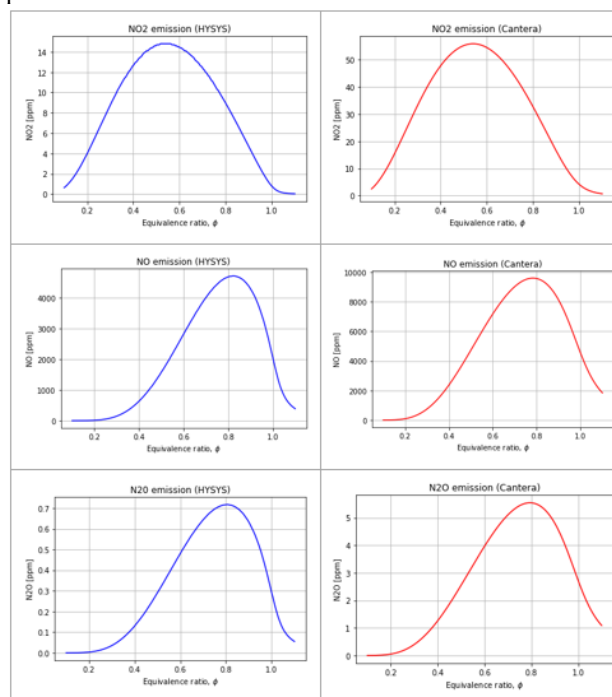 NO2 emission (HYSYS)
NO2 [ppm]
14
12
10
8
6
4
2
0
0.2 0.4 0.6 0.8 1.0
Equivalence ratio, ϕ
NO2 emission (Cantera)
NO2 [ppm]
50
40
30
20
10
0
0.2 0.4 0.6 0.8 1.0
Equivalence ratio, ϕ
NO emission (HYSYS)
NO [ppm]
4000
3000
2000
1000
0
0.2 0.4 0.6 0.8 1.0
Equivalence ratio, ϕ
NO emission (Cantera)
NO [ppm]
10000
8000
6000
4000
2000
0
0.2 0.4 0.6 0.8 1.0
Equivalence ratio, ϕ
N20 emission (HYSYS)
N2O [ppm]
0.7
0.6
0.5
0.4
0.3
0.2
0.1
0.0
0.2 0.4 0.6 0.8 1.0
Equivalence ratio, ϕ
N2O emission (Cantera)
N2O [ppm]
5
4
3
2
1
0
0.2 0.4 0.6 0.8 1.0
Equivalence ratio, ϕ